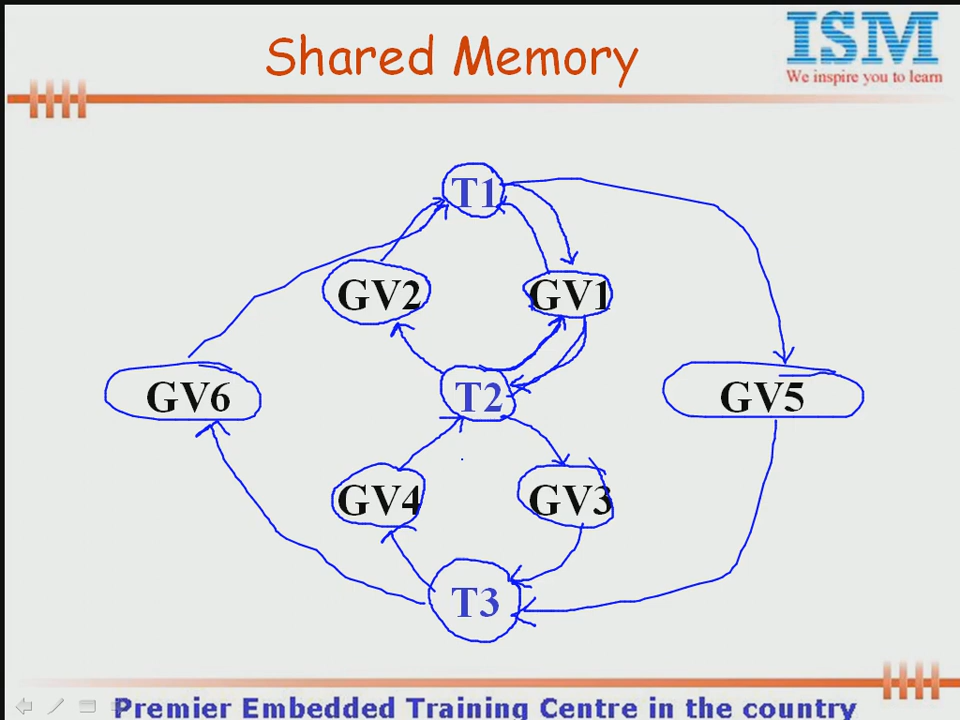 Shared Memory
ISM
We inspire you to learn
T1
GV2 GV1
GV6 T2 GV5
GV4 GV3
T3
Premier Embedded Training Centre in the country